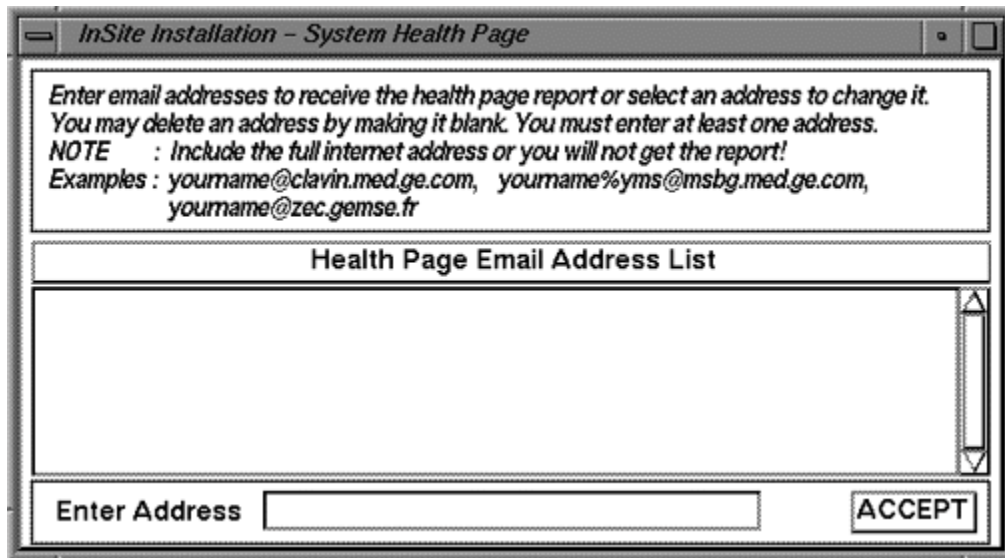 InSite Installation – System Health Page
Enter email addresses to receive the health page report or select an address to change it.
You may delete an address by making it blank. You must enter at least one address.
NOTE : Include the full internet address or you will not get the report!
Examples : yourname@clavin.med.ge.com, yourname%yms@msbg.med.ge.com,
yourname@zec.gemse.fr
Health Page Email Address List
Enter Address
ACCEPT